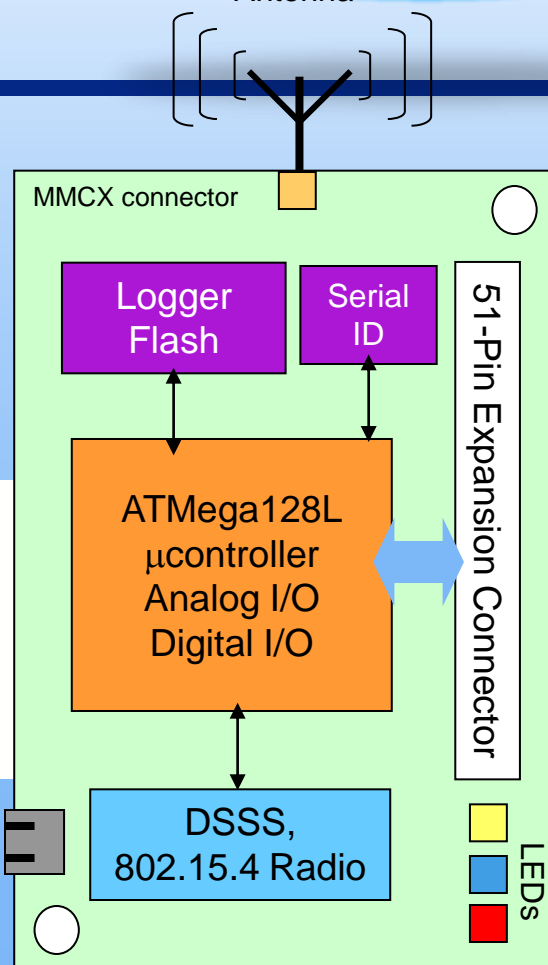 Antenna
MMCX connector
Logger
Flash
Serial
ID
51-Pin Expansion Connector
ATMega128L
μcontroller
Analog I/O
Digital I/O
DSSS,
802.15.4 Radio
LEDs